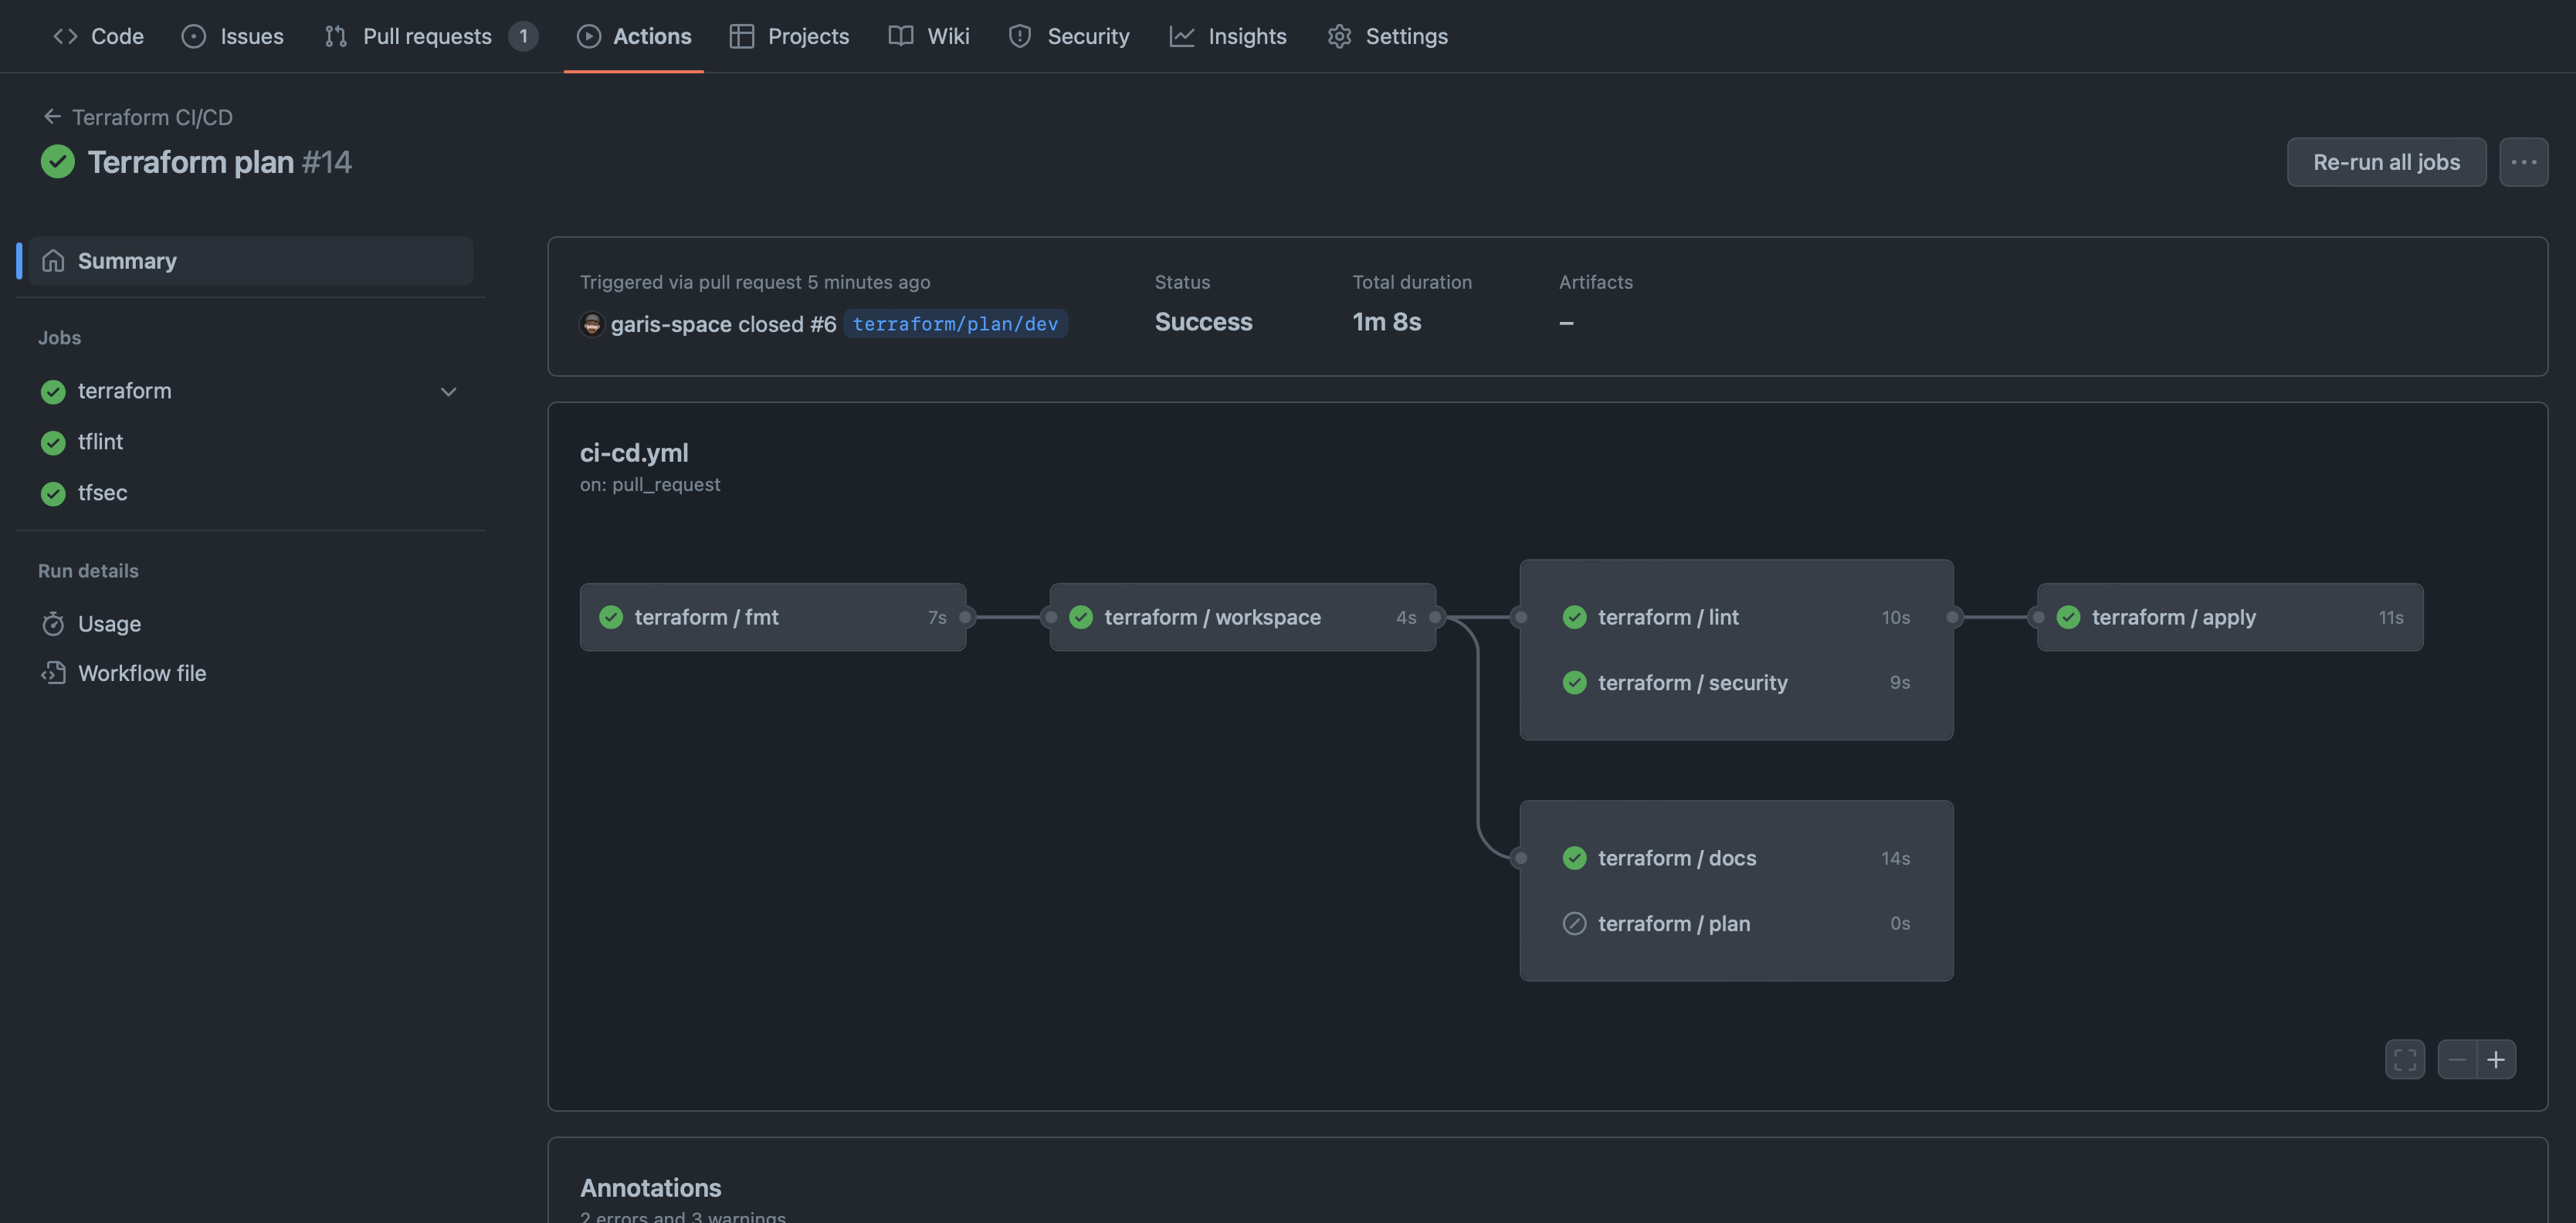 Code Issues Pull requests 1 Actions Projects Wiki Security Insights Settings
Terraform CI/CD
Terraform plan #14
Re-run all jobs
Summary
Jobs
terraform
tflint
tfsec
Run details
Usage
Workflow file
Triggered via pull request 5 minutes ago
garis-space closed #6 terraform/plan/dev
Status
Success
Total duration
1m 8s
Artifacts
–
ci-cd.yml
on: pull_request
terraform / fmt 7s
terraform / workspace 4s
terraform / lint 10s
terraform / security 9s
terraform / apply 11s
terraform / docs 14s
terraform / plan 0s
Annotations
2 errors and 3 warnings